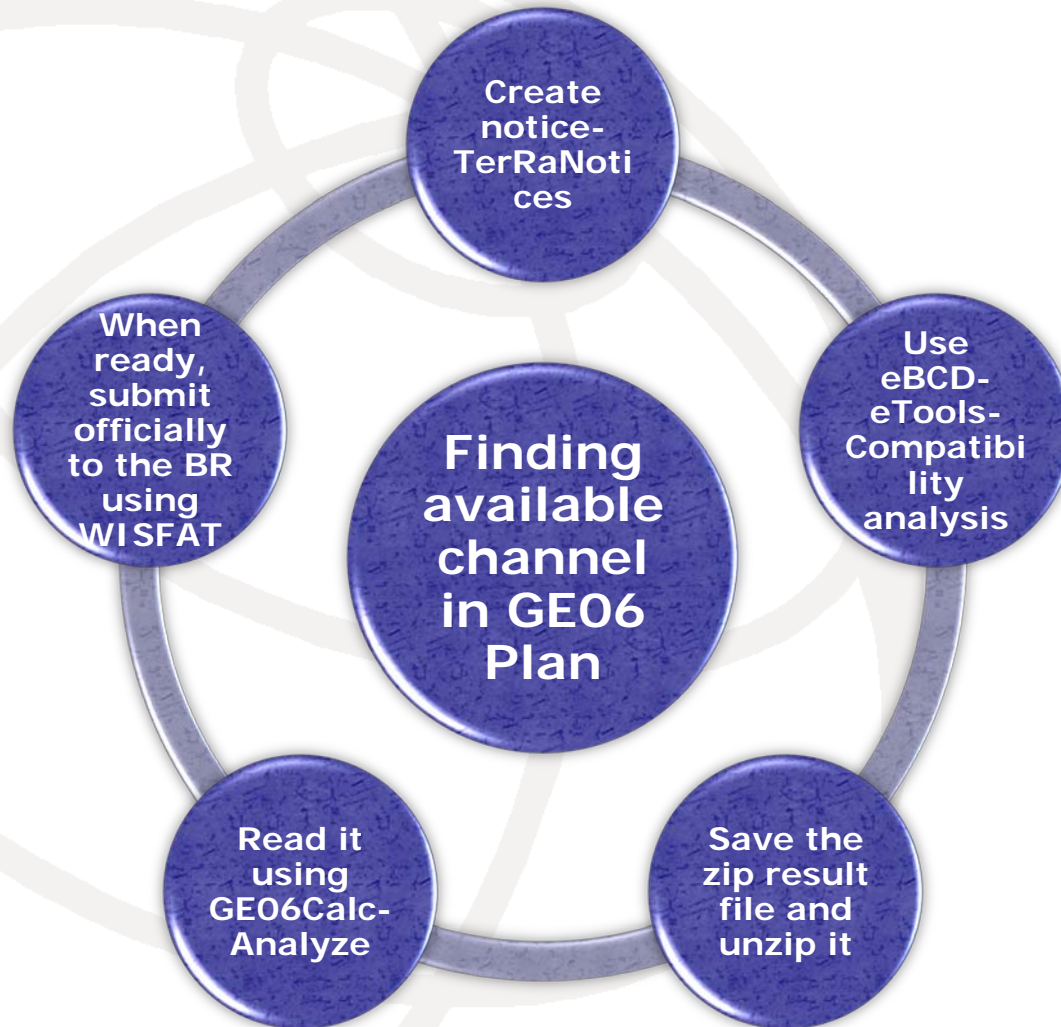 Create
notice-
TerRaNoti
ces
Use
eBCD-
eTools-
Compatibi
lity
analysis
Save the
zip result
file and
unzip it
Read it
using
GE06Calc-
Analyze
When
ready,
submit
officially
to the BR
using
WISFAT
Finding
available
channel
in GE06
Plan